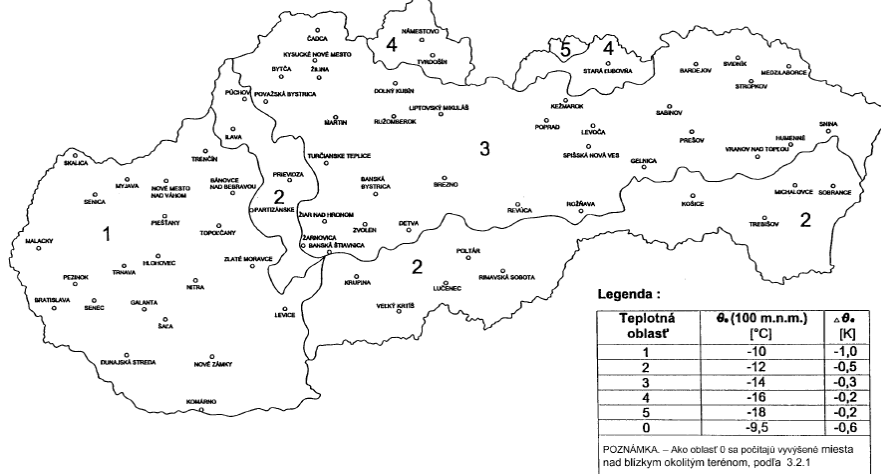 ČADCA
NÁMESTOVO
4
TVRDOŠÍN
5
4
STARÁ ĽUBOVŇA
KYSUCKÉ NOVÉ MESTO
BYTČA
ŽILINA
PÚCHOV
POVAŽSKÁ BYSTRICA
DOLNÝ KUBÍN
BARDEJOV
SVIDNÍK
MEDZILABORCE
STROPKOV
MARTIN
RUŽOMBEROK
LIPTOVSKÝ MIKULÁŠ
KEŽMAROK
POPRAD
LEVOČA
SABINOV
PREŠOV
SNINA
HUMENNÉ
VRANOV NAD TOPĽOU
ILAVA
TRENČÍN
TURČIANSKE TEPLICE
3
SPIŠSKÁ NOVÁ VES
GELNICA
SKALICA
MYJAVA
NOVÉ MESTO
NAD VÁHOM
BÁNOVCE
NAD BEBRAVOU
PRIEVIDZA
BANSKÁ
BYSTRICA
BREZNO
MICHALOVCE
SOBRANCE
SENICA
2
PARTIZÁNSKE
ŽIAR NAD HRONOM
REVÚCA
ROŽŇAVA
KOŠICE
TREBIŠOV
2
1
PIEŠŤANY
TOPOĽČANY
ZVOLEN
DETVA
ŽARNOVICA
BANSKÁ ŠTIAVNICA
MALACKY
HLOHOVEC
TRNAVA
ZLATÉ MORAVCE
POLTÁR
2
RIMAVSKÁ SOBOTA
KRUPINA
LUČENEC
PEZINOK
NITRA
BRATISLAVA
SENEC
GALANTA
ŠAĽA
LEVICE
VEĽKÝ KRTÍŠ
DUNAJSKÁ STREDA
NOVÉ ZÁMKY
KOMÁRNO
Legenda :
Teplotná oblasť θe (100 m.n.m.) [°C] △θe [K]
1 -10 -1,0
2 -12 -0,5
3 -14 -0,3
4 -16 -0,2
5 -18 -0,2
0 -9,5 -0,6
POZNÁMKA. – Ako oblasť 0 sa počítajú vyvýšené miesta
nad blízkym okolitým terénom, podľa 3.2.1